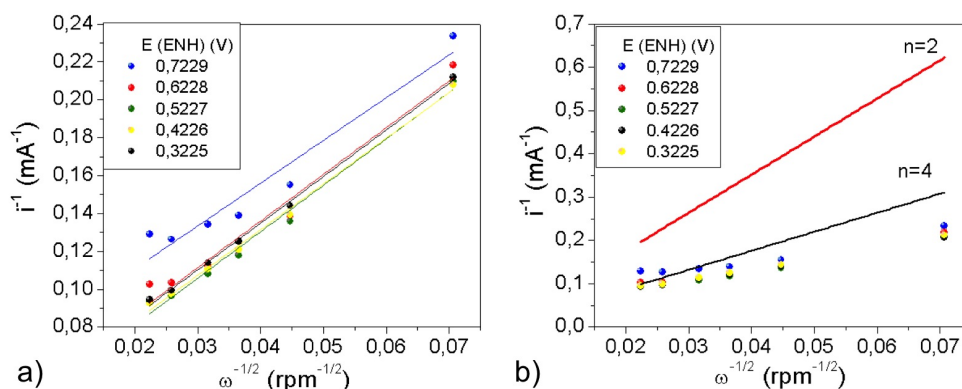 0,24
0,22
0,20
0,18
0,16
0,14
0,12
0,10
0,08
i⁻¹ (mA⁻¹)
E (ENH) (V)
0,7229
0,6228
0,5227
0,4226
0,3225
0,02 0,03 0,04 0,05 0,06 0,07
ω⁻¹/² (rpm⁻¹/²)
a)
0,7
0,6
0,5
0,4
0,3
0,2
0,1
0,0
i⁻¹ (mA⁻¹)
E (ENH) (V)
0,7229
0.6228
0.5227
0.4226
0.3225
n=2
n=4
0,02 0,03 0,04 0,05 0,06 0,07
ω⁻¹/² (rpm⁻¹/²)
b)